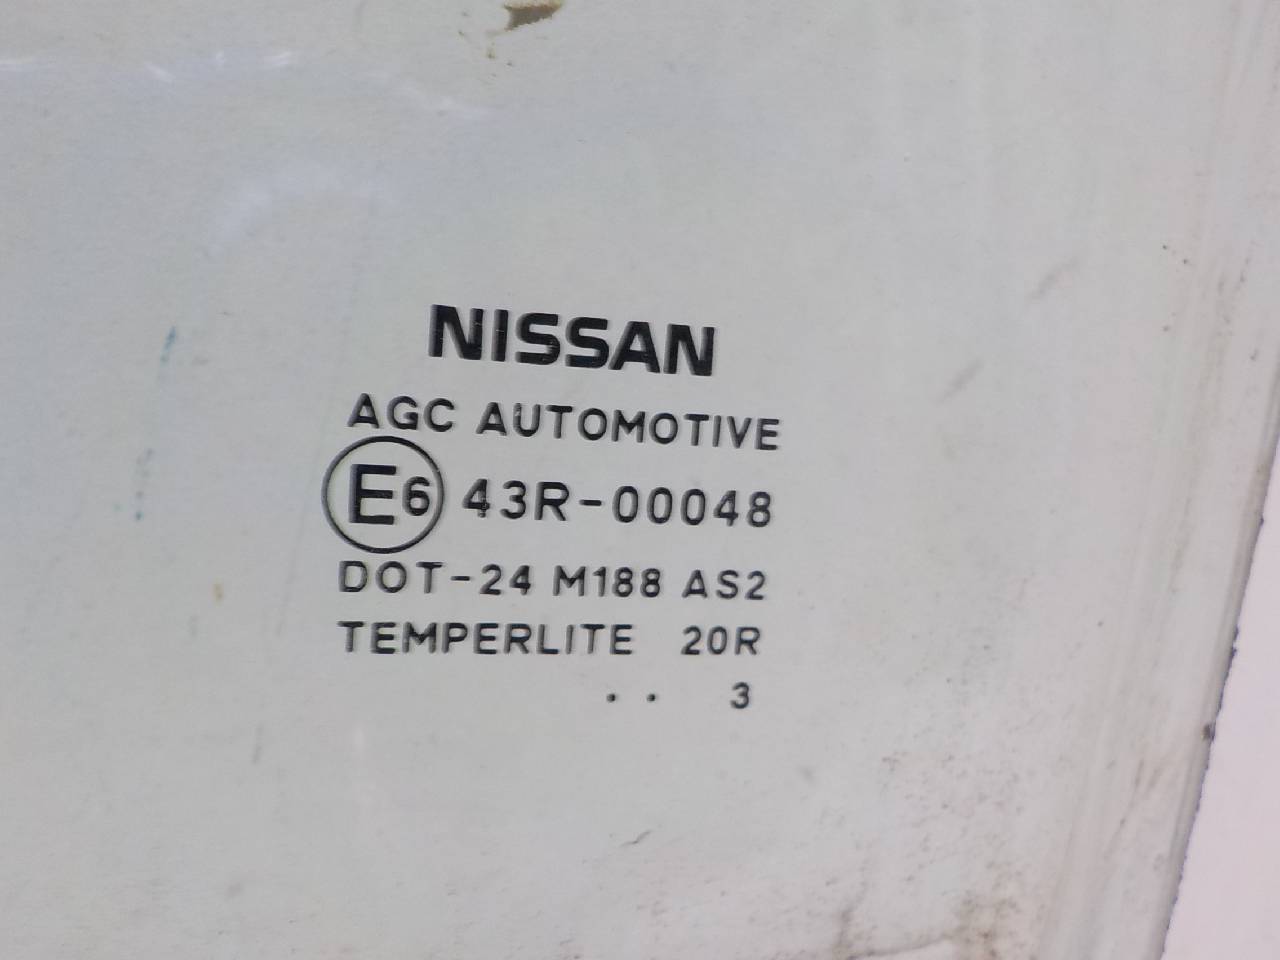 NISSAN
AGC AUTOMOTIVE
E6 43R-00048
DOT-24 M188 AS2
TEMPERLITE 20R
. . 3